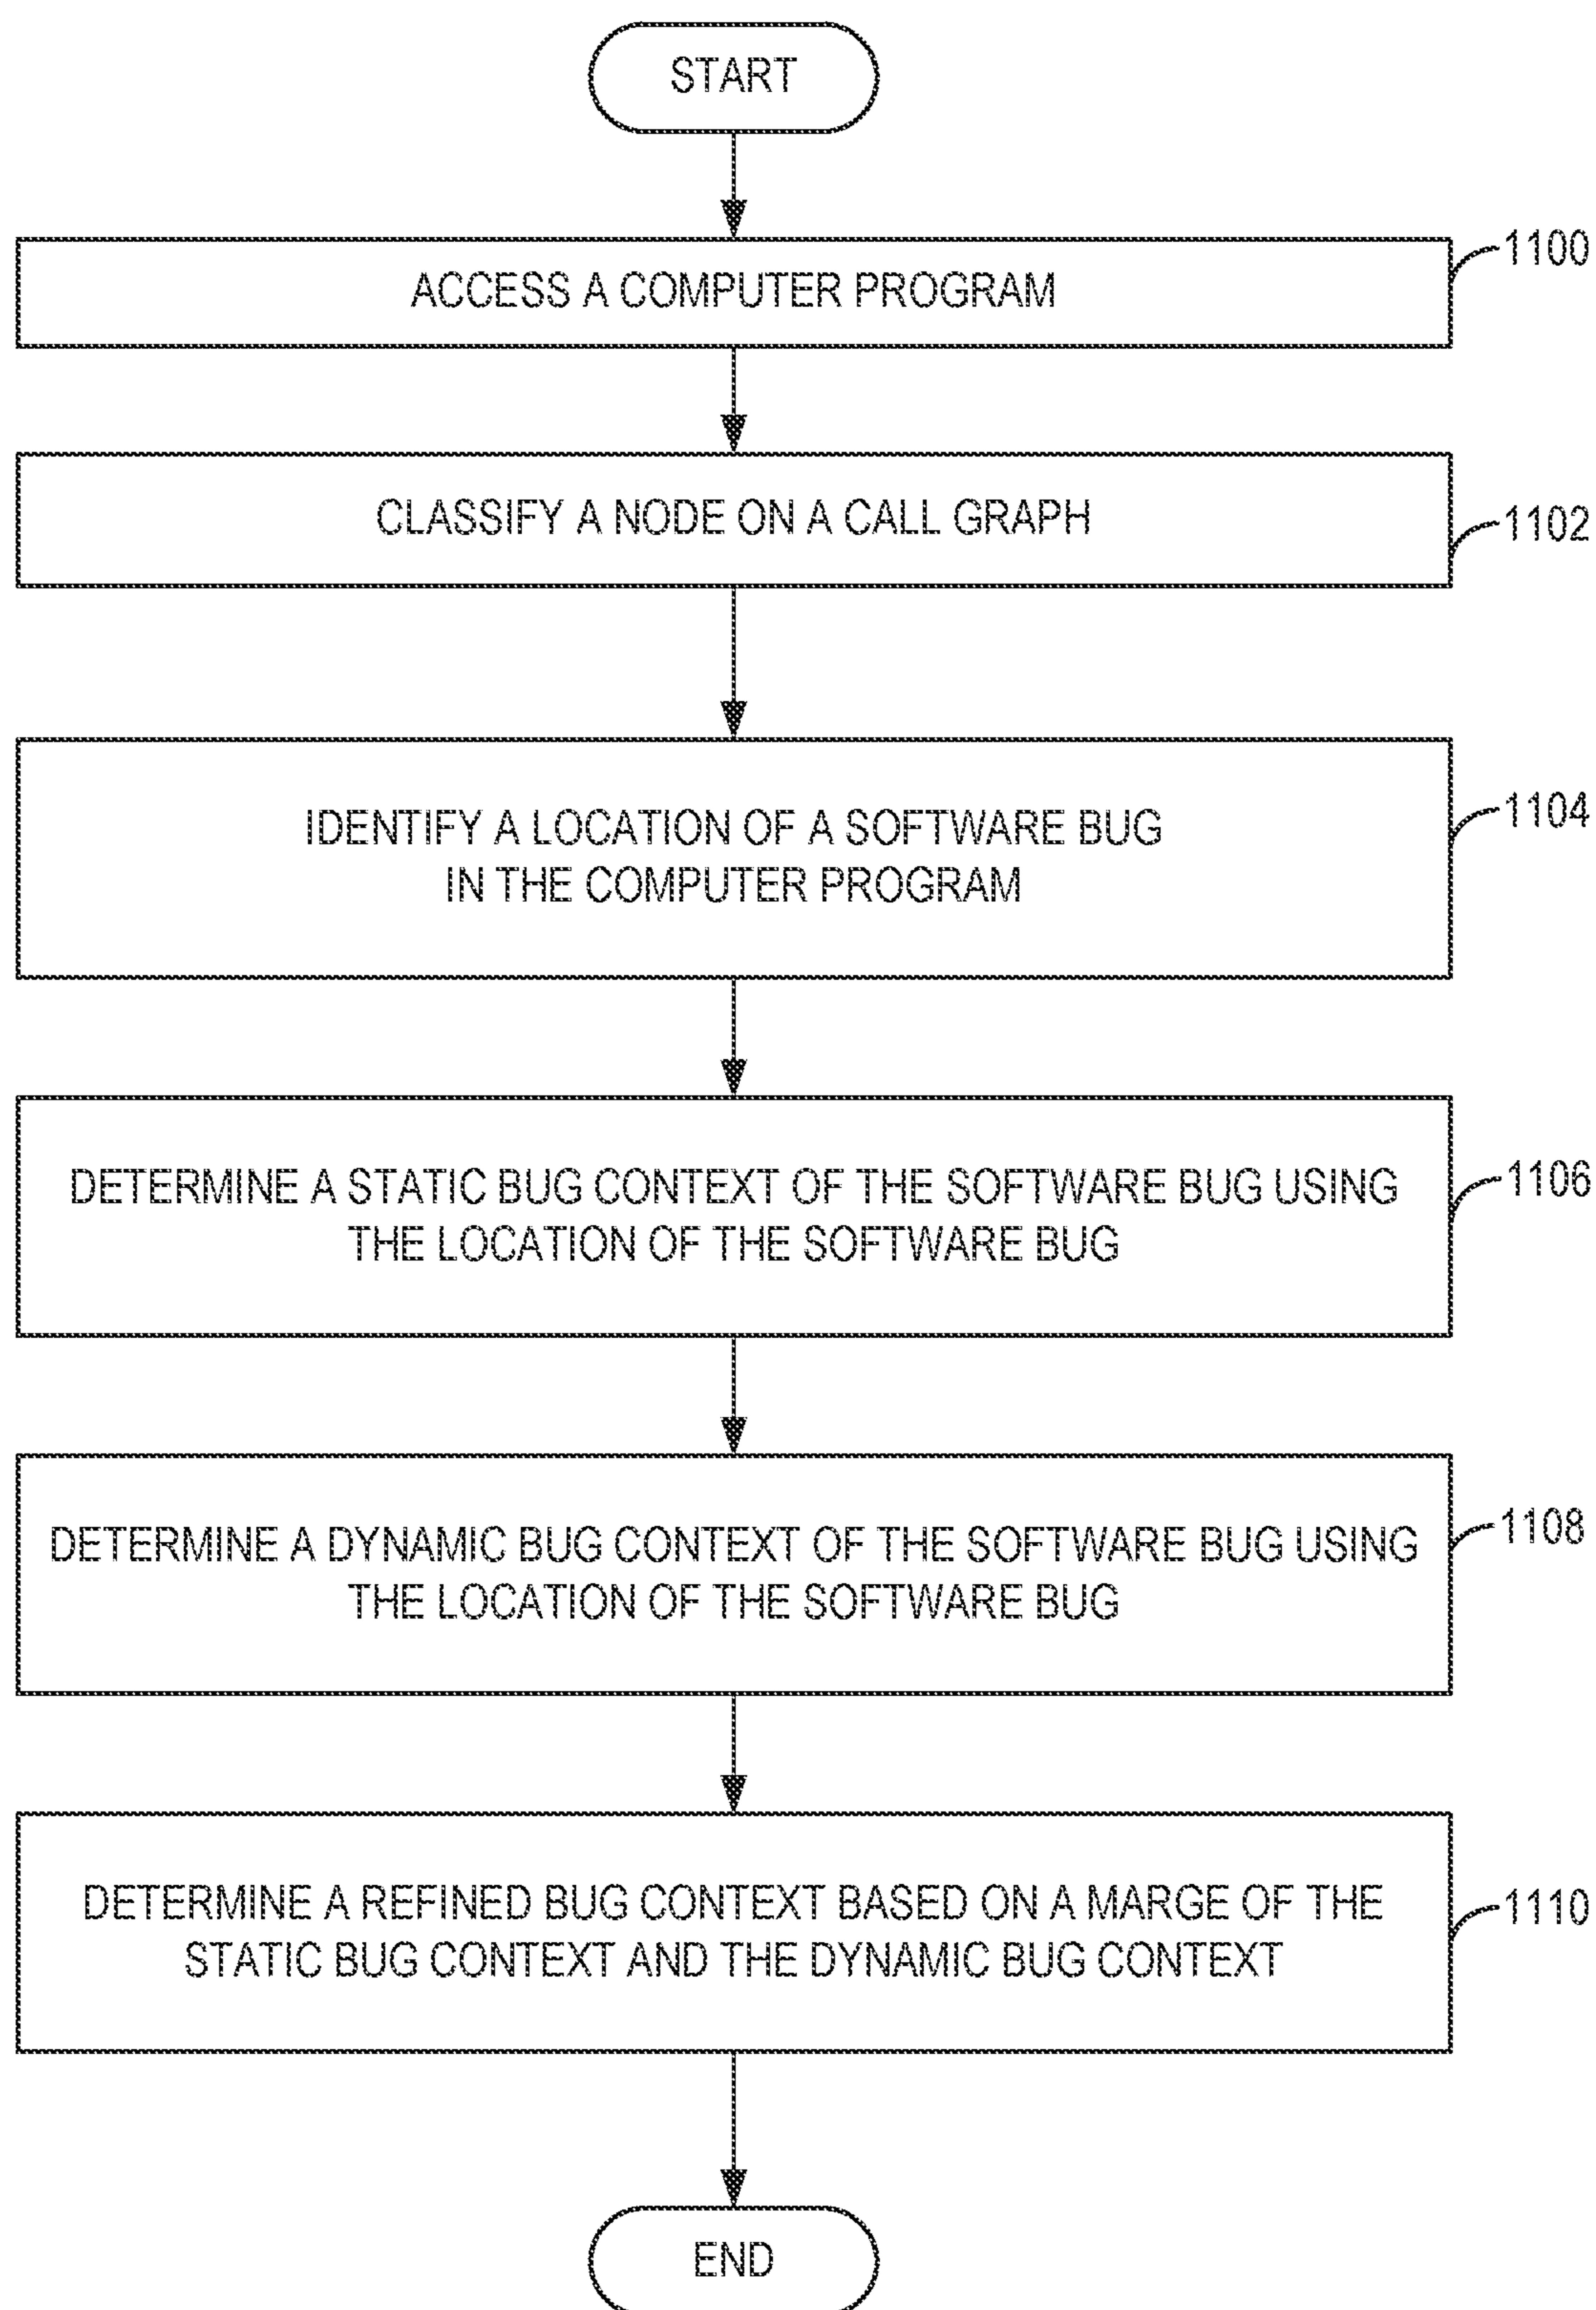 START
ACCESS A COMPUTER PROGRAM
1100
CLASSIFY A NODE ON A CALL GRAPH
1102
IDENTIFY A LOCATION OF A SOFTWARE BUG
IN THE COMPUTER PROGRAM
1104
DETERMINE A STATIC BUG CONTEXT OF THE SOFTWARE BUG USING
THE LOCATION OF THE SOFTWARE BUG
1106
DETERMINE A DYNAMIC BUG CONTEXT OF THE SOFTWARE BUG USING
THE LOCATION OF THE SOFTWARE BUG
1108
DETERMINE A REFINED BUG CONTEXT BASED ON A MARGE OF THE
STATIC BUG CONTEXT AND THE DYNAMIC BUG CONTEXT
1110
END